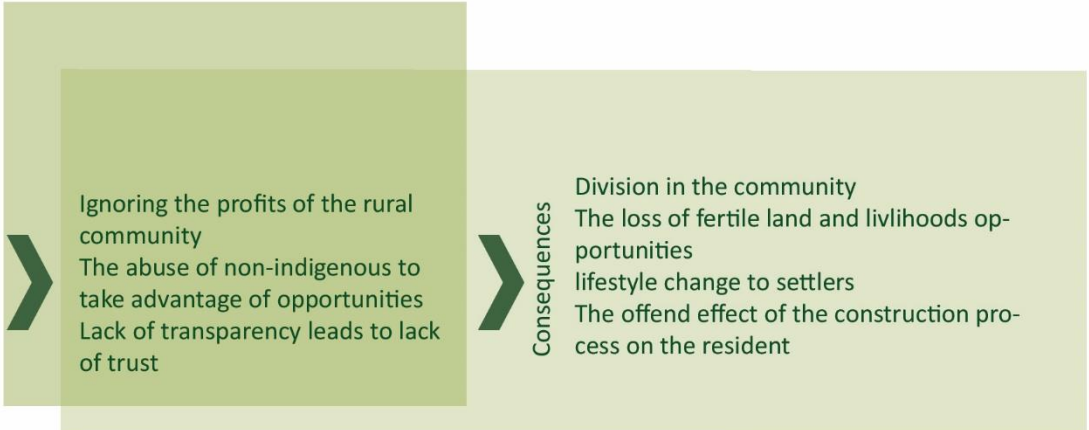 Ignoring the profits of the rural
community
The abuse of non-indigenous to
take advantage of opportunities
Lack of transparency leads to lack
of trust
Consequences
Division in the community
The loss of fertile land and livlihoods op-
portunities
lifestyle change to settlers
The offend effect of the construction pro-
cess on the resident